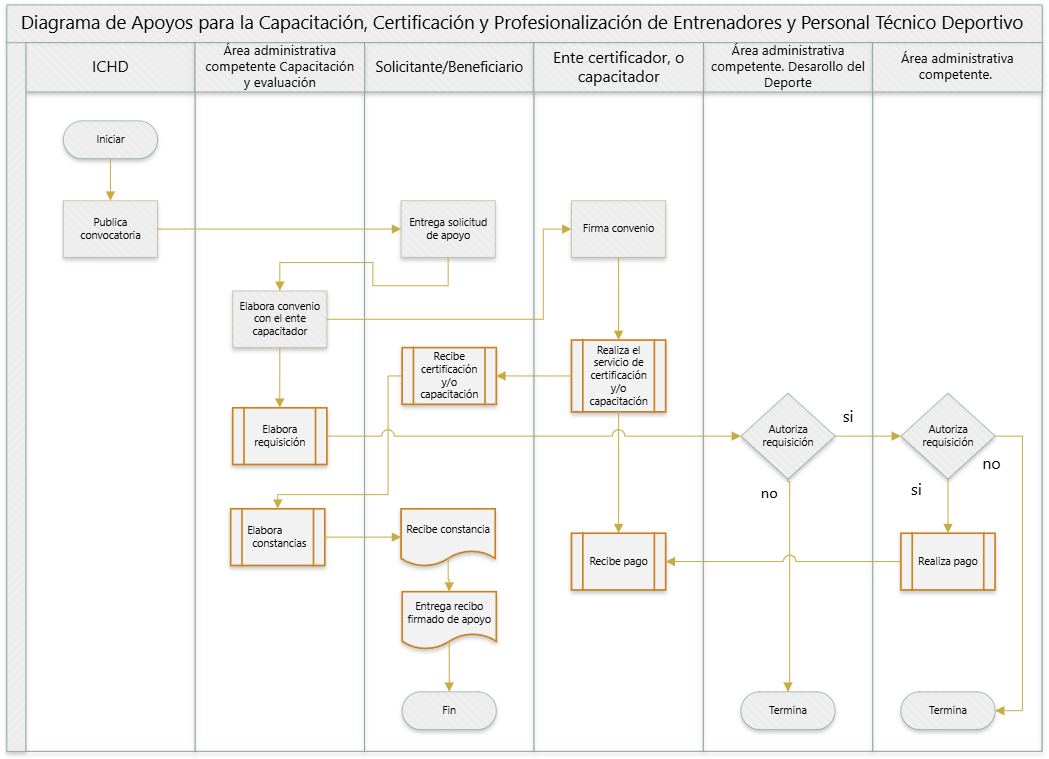 Diagrama de Apoyos para la Capacitación, Certificación y Profesionalización de Entrenadores y Personal Técnico Deportivo
ICHD
Área administrativa
competente Capacitación
y evaluación
Solicitante/Beneficiario
Ente certificador, o
capacitador
Área administrativa
competente. Desarollo del
Deporte
Área administrativa
competente.
Iniciar
Publica
convocatoria
Entrega solicitud
de apoyo
Firma convenio
Elabora convenio
con el ente
capacitador
Recibe
certificación
y/o
capacitación
Realiza el
servicio de
certificación
y/o
capacitación
Elabora
requisición
Autoriza
requisición
si
no
Autoriza
requisición
no
si
Elabora
constancias
Recibe constancia
Recibe pago
Realiza pago
Entrega recibo
firmado de apoyo
Fin
Termina
Termina